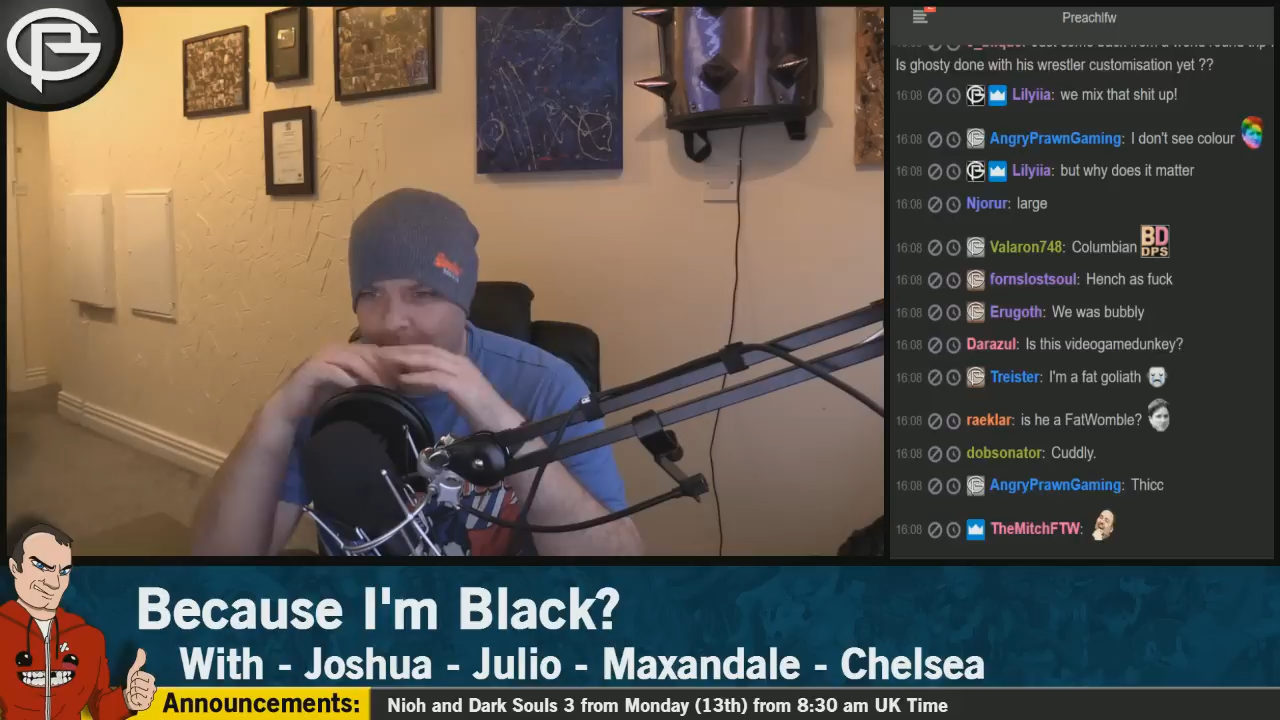 Preachlfw
Is ghosty done with his wrestler customisation yet ??
16:08 Lilyiia: we mix that shit up!
16:08 AngryPrawnGaming: I don't see colour
16:08 Lilyiia: but why does it matter
16:08 Njorur: large
16:08 Valaron748: Columbian BD DPS
16:08 fornslostsoul: Hench as fuck
16:08 Erugoth: We was bubbly
16:08 Darazul: Is this videogamedunkey?
16:08 Treister: I'm a fat goliath
16:08 raeklar: is he a FatWomble?
16:08 dobsonator: Cuddly.
16:08 AngryPrawnGaming: Thicc
16:08 TheMitchFTW:
Because I'm Black?
With - Joshua - Julio - Maxandale - Chelsea
Announcements: Nioh and Dark Souls 3 from Monday (13th) from 8:30 am UK Time